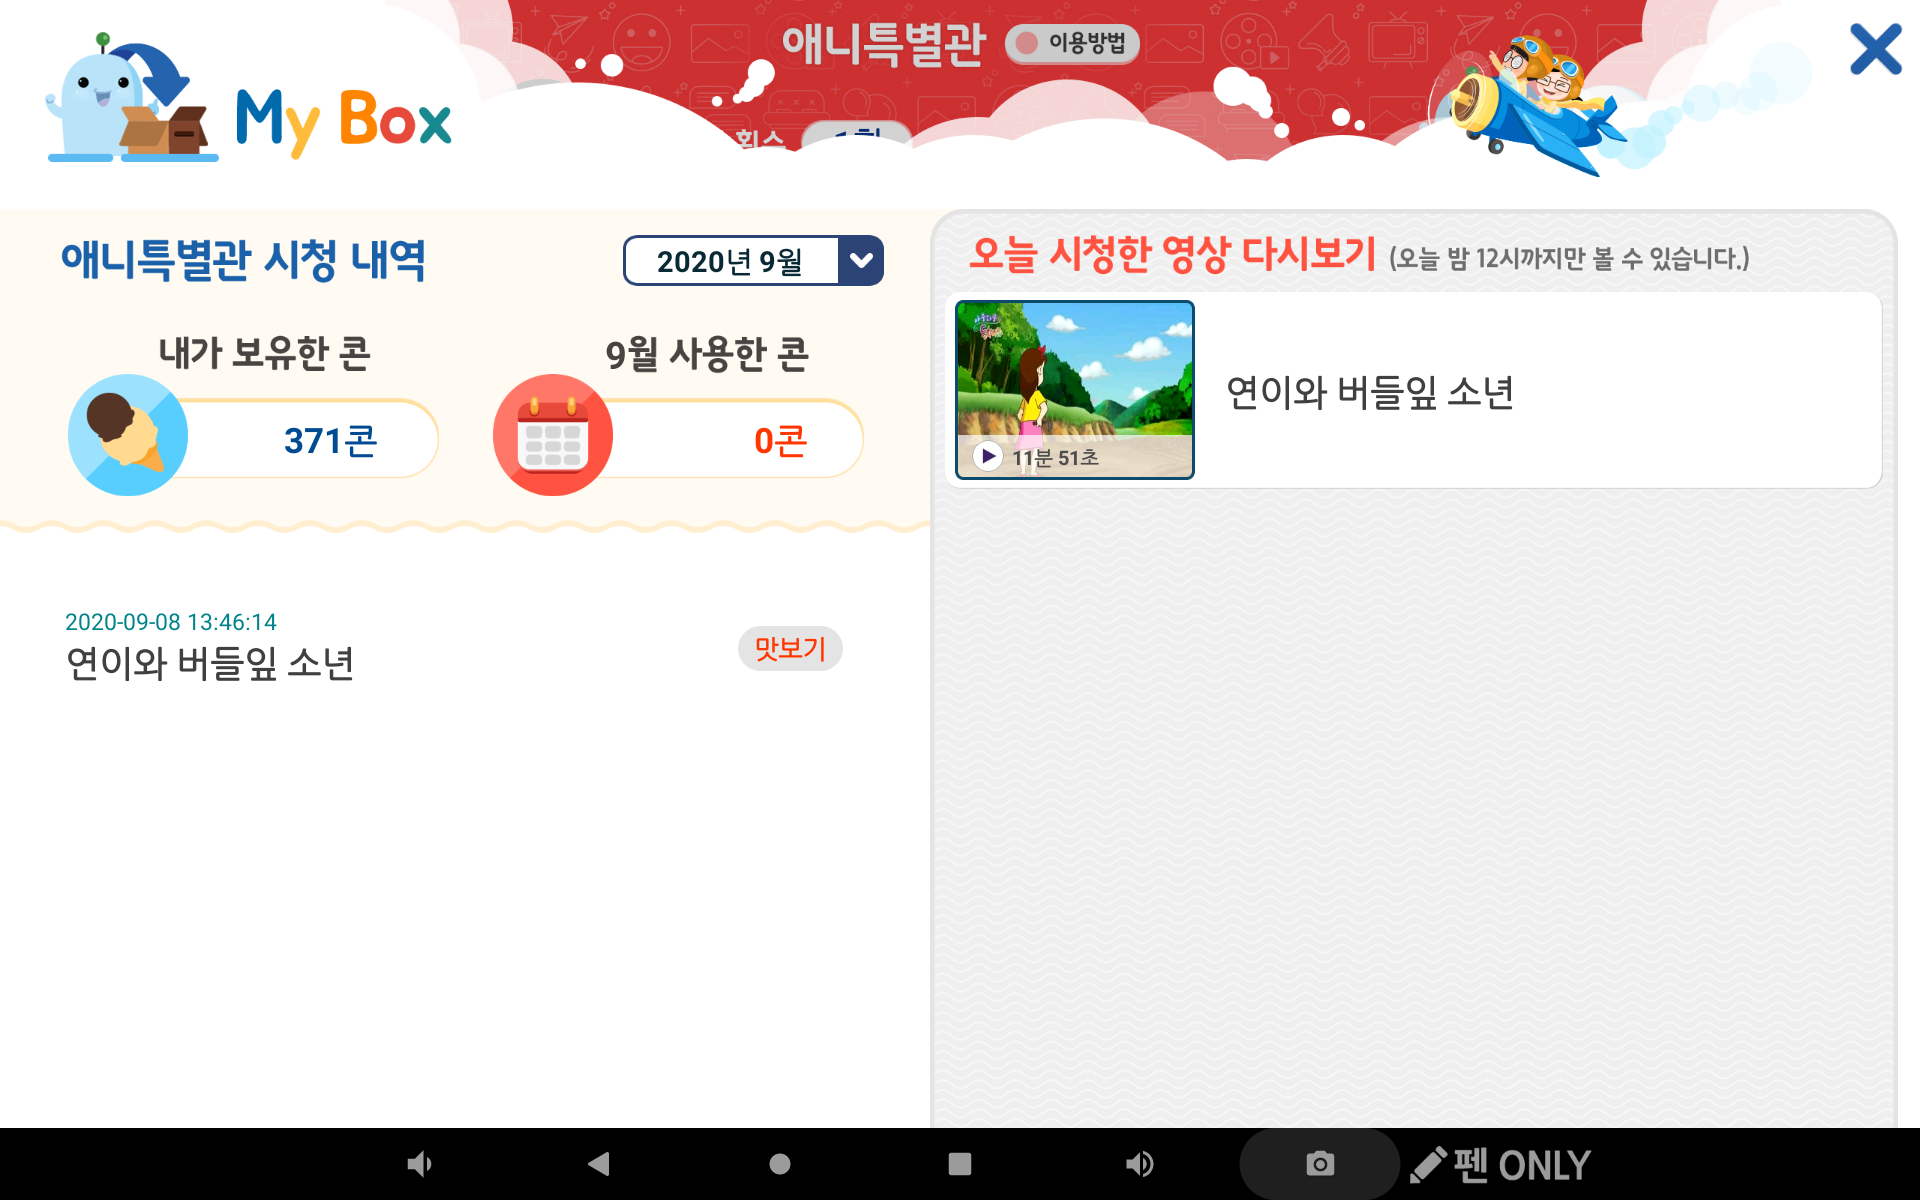 애니특별관
이용방법
My Box
애니특별관 시청 내역
2020년 9월
내가 보유한 콘
9월 사용한 콘
371콘
0콘
2020-09-08 13:46:14
연이와 버들잎 소년
맛보기
오늘 시청한 영상 다시보기 (오늘 밤 12시까지만 볼 수 있습니다.)
11분 51초
연이와 버들잎 소년
펜 ONLY